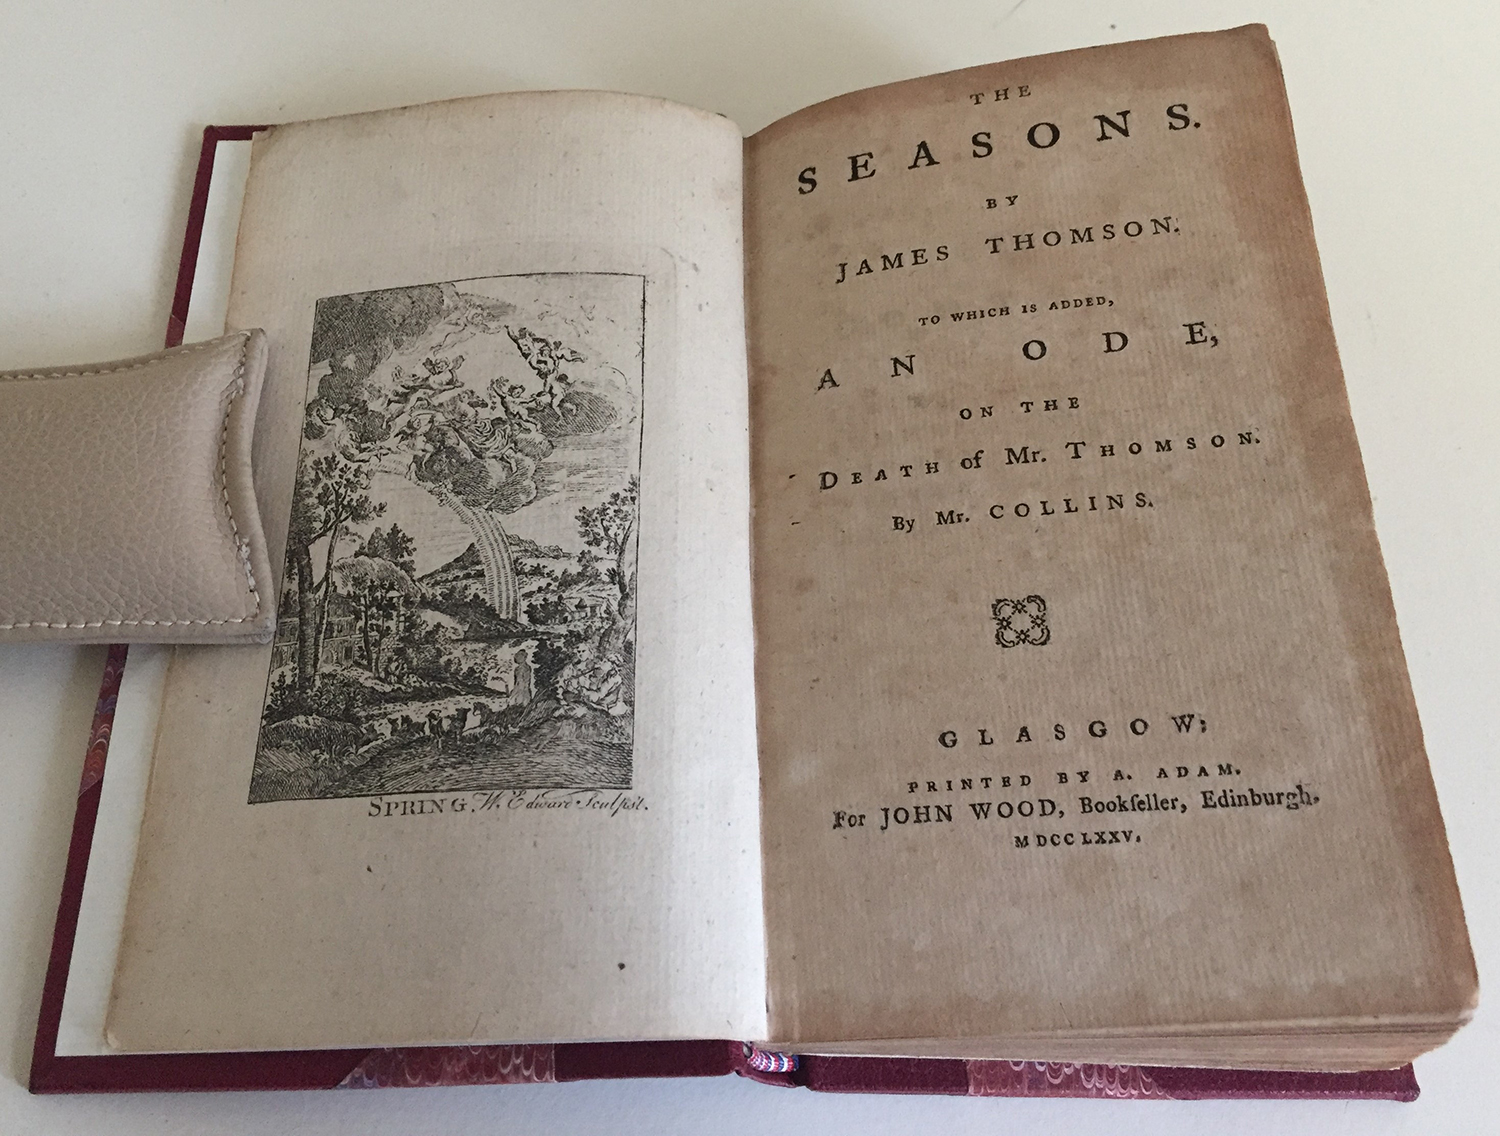 SPRING. W. Edward Sculpsit.
THE
SEASONS.
BY
JAMES THOMSON.
TO WHICH IS ADDED,
AN ODE,
ON THE
DEATH of Mr. THOMSON.
By Mr. COLLINS.
GLASGOW:
PRINTED BY A. ADAM.
For JOHN WOOD, Bookſeller, Edinburgh.
MDCCLXXV.